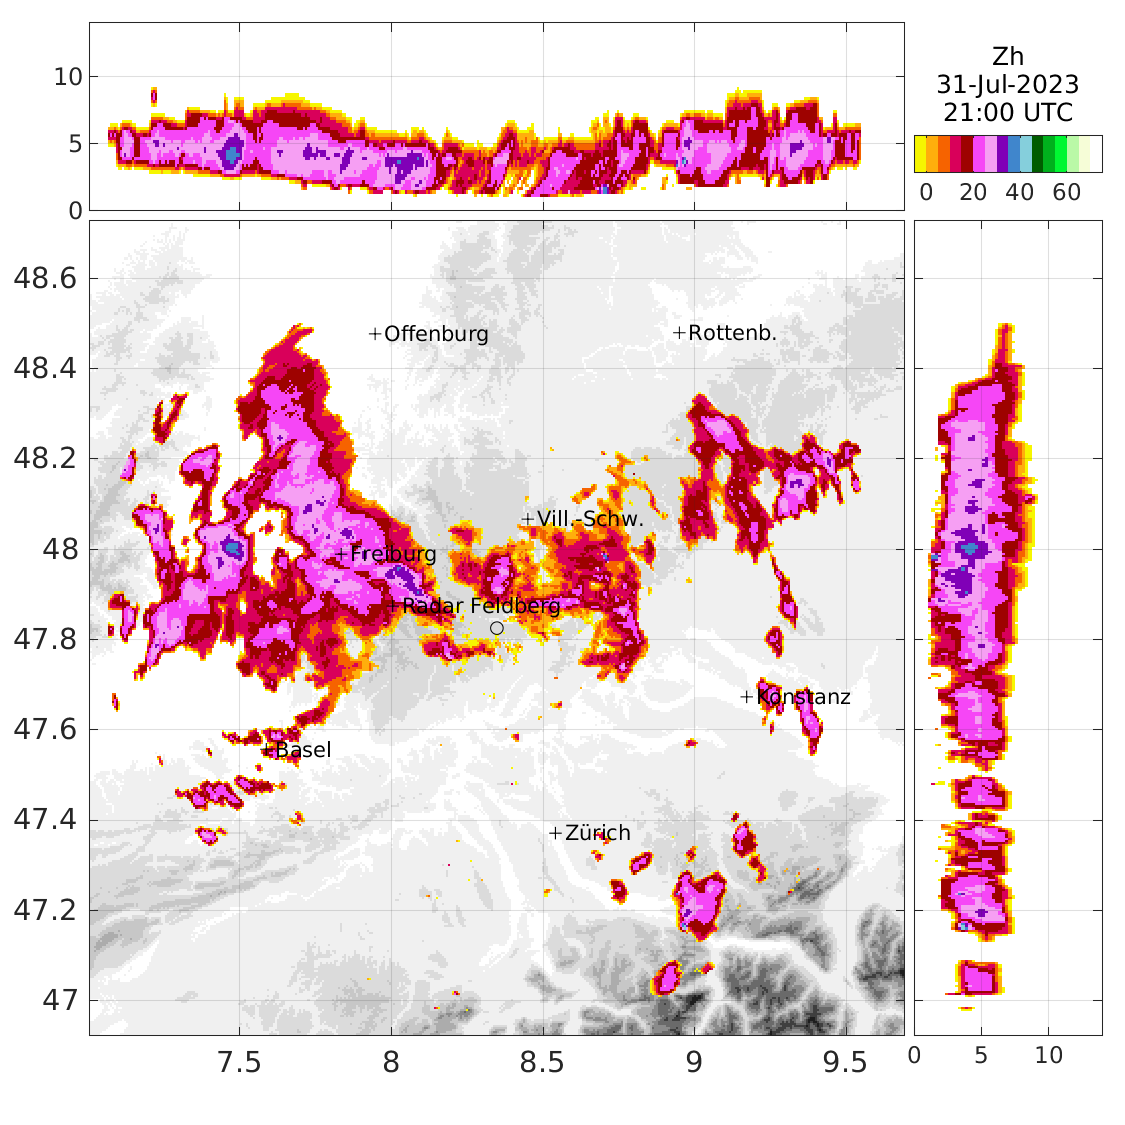 10
5
0
Zh
31-Jul-2023
21:00 UTC
0 20 40 60
48.6
48.4
48.2
48
47.8
47.6
47.4
47.2
47
Offenburg
Rottenb.
Vill.-Schw.
Freiburg
Radar Feldberg
Konstanz
Basel
Zürich
7.5 8 8.5 9 9.5
0 5 10